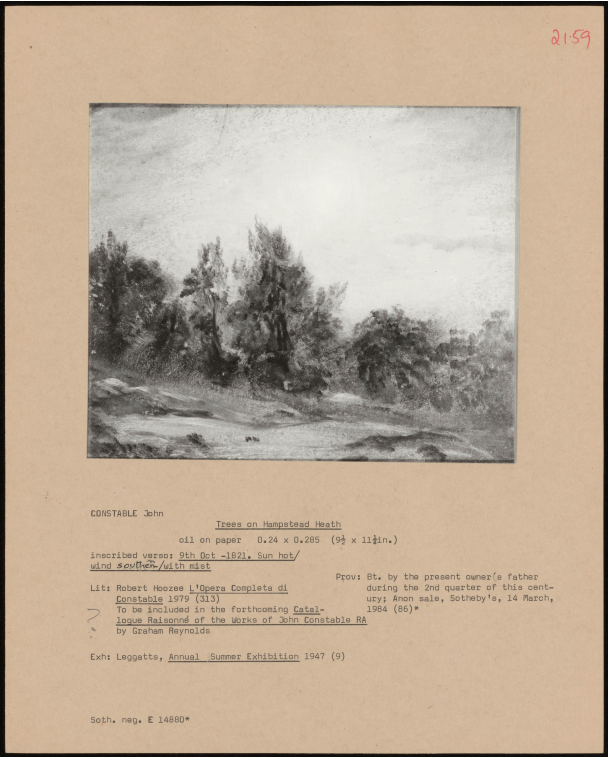 21.59
CONSTABLE John
Trees on Hampstead Heath
oil on paper 0.24 x 0.285 (9½ x 11¼in.)
inscribed verso: 9th Oct -1821. Sun hot/
wind southern/with mist
Lit: Robert Hoozee L'Opera Completa di
Constable 1979 (313)
? To be included in the forthcoming Catal-
logue Raisonné of the Works of John Constable RA
by Graham Reynolds
Prov: Bt. by the present owner's father
during the 2nd quarter of this cent-
ury; Anon sale, Sotheby's, 14 March,
1984 (86)*
Exh: Leggatts, Annual Summer Exhibition 1947 (9)
Soth. neg. E 14880*